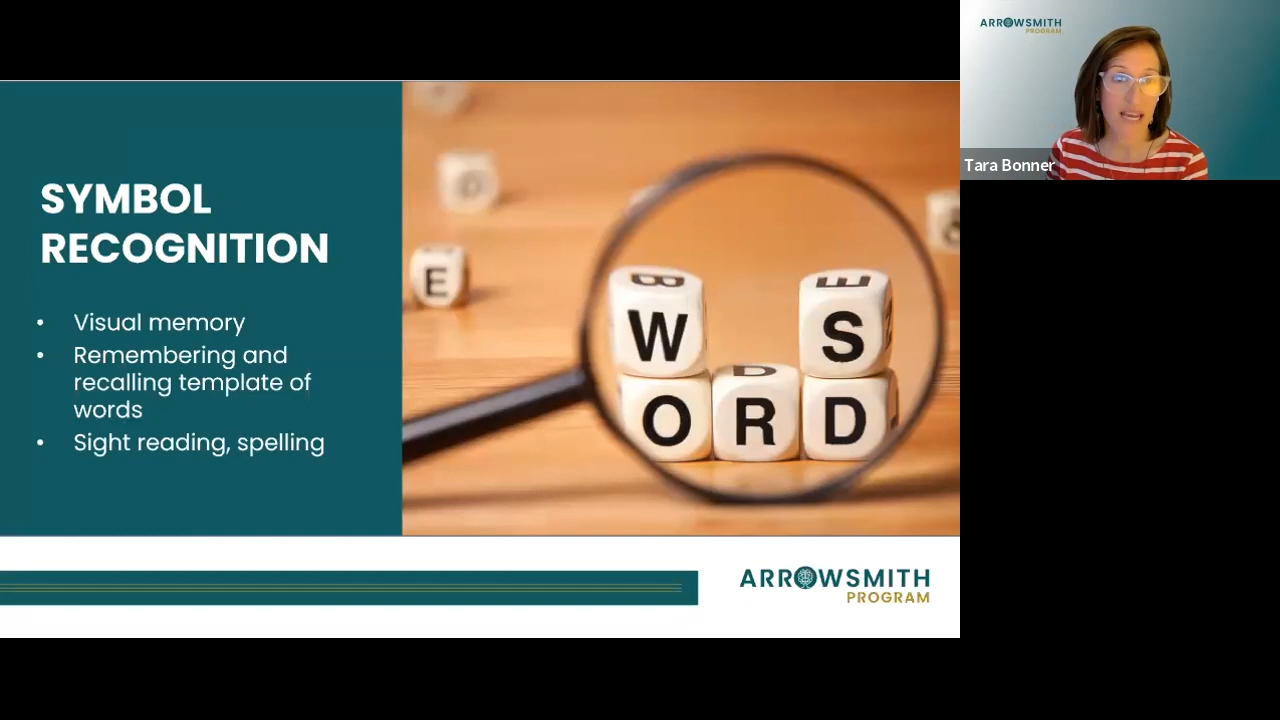 ARROWSMITH
PROGRAM
Tara Bonner
SYMBOL
RECOGNITION
• Visual memory
• Remembering and
recalling template of
words
• Sight reading, spelling
E
B
E
W S
D
O R D
ARROWSMITH
PROGRAM